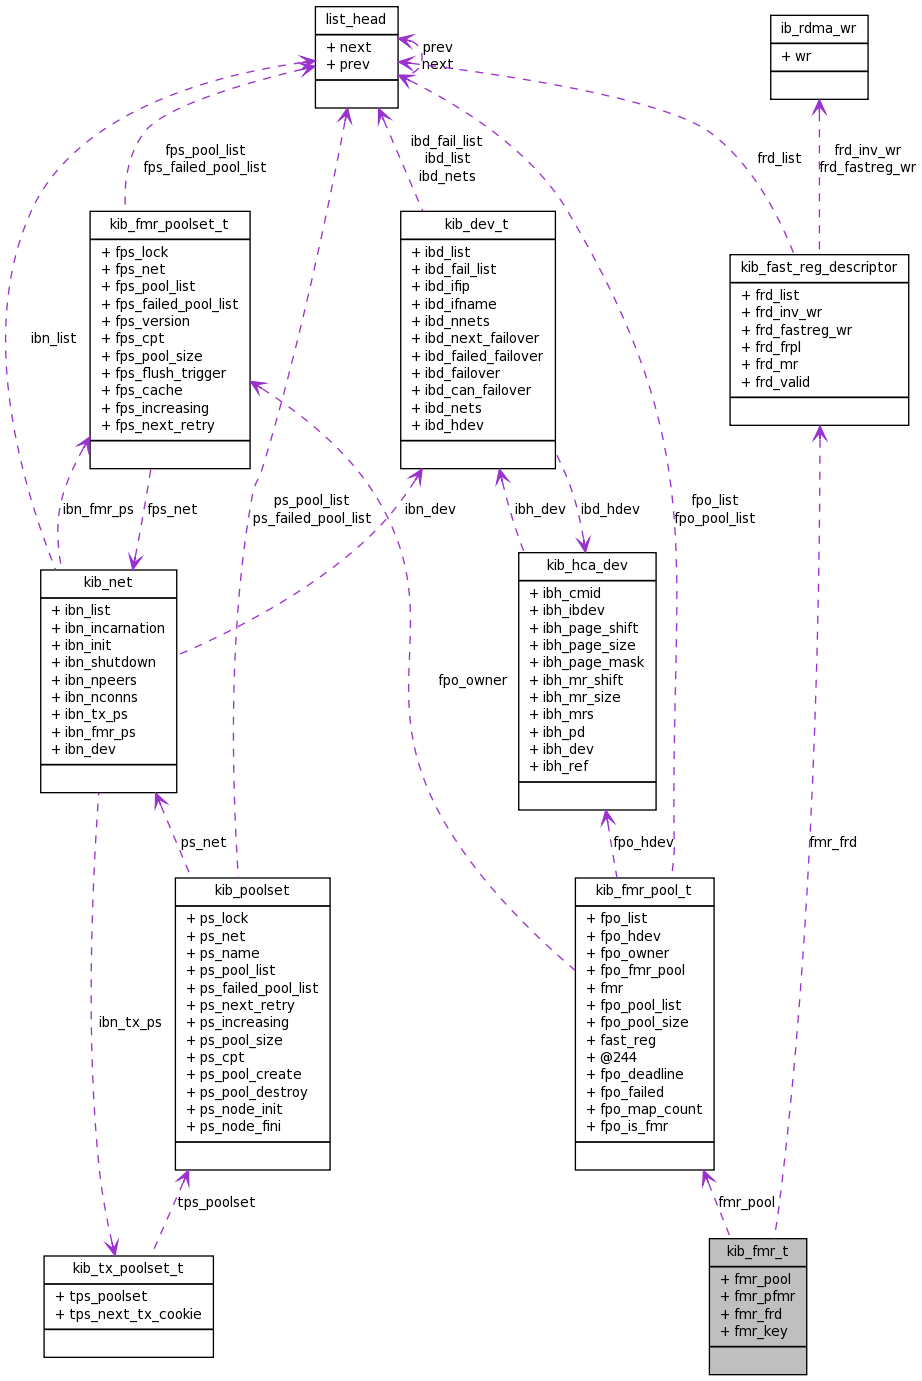 list_head
+ next
+ prev
prev
next
ib_rdma_wr
+ wr
fps_pool_list
fps_failed_pool_list
ibd_fail_list
ibd_list
ibd_nets
frd_list
frd_inv_wr
frd_fastreg_wr
kib_fmr_poolset_t
+ fps_lock
+ fps_net
+ fps_pool_list
+ fps_failed_pool_list
+ fps_version
+ fps_cpt
+ fps_pool_size
+ fps_flush_trigger
+ fps_cache
+ fps_increasing
+ fps_next_retry
kib_dev_t
+ ibd_list
+ ibd_fail_list
+ ibd_ifip
+ ibd_ifname
+ ibd_nnets
+ ibd_next_failover
+ ibd_failed_failover
+ ibd_failover
+ ibd_can_failover
+ ibd_nets
+ ibd_hdev
kib_fast_reg_descriptor
+ frd_list
+ frd_inv_wr
+ frd_fastreg_wr
+ frd_frpl
+ frd_mr
+ frd_valid
ibn_list
ibn_fmr_ps
fps_net
ps_pool_list
ps_failed_pool_list
ibn_dev
ibh_dev
ibd_hdev
fpo_list
fpo_pool_list
kib_net
+ ibn_list
+ ibn_incarnation
+ ibn_init
+ ibn_shutdown
+ ibn_npeers
+ ibn_nconns
+ ibn_tx_ps
+ ibn_fmr_ps
+ ibn_dev
kib_hca_dev
+ ibh_cmid
+ ibh_ibdev
+ ibh_page_shift
+ ibh_page_size
+ ibh_page_mask
+ ibh_mr_shift
+ ibh_mr_size
+ ibh_mrs
+ ibh_pd
+ ibh_dev
+ ibh_ref
fpo_owner
ps_net
fpo_hdev
fmr_frd
kib_poolset
+ ps_lock
+ ps_net
+ ps_name
+ ps_pool_list
+ ps_failed_pool_list
+ ps_next_retry
+ ps_increasing
+ ps_pool_size
+ ps_cpt
+ ps_pool_create
+ ps_pool_destroy
+ ps_node_init
+ ps_node_fini
kib_fmr_pool_t
+ fpo_list
+ fpo_hdev
+ fpo_owner
+ fpo_fmr_pool
+ fmr
+ fpo_pool_list
+ fpo_pool_size
+ fast_reg
+ @244
+ fpo_deadline
+ fpo_failed
+ fpo_map_count
+ fpo_is_fmr
ibn_tx_ps
tps_poolset
fmr_pool
kib_tx_poolset_t
+ tps_poolset
+ tps_next_tx_cookie
kib_fmr_t
+ fmr_pool
+ fmr_pfmr
+ fmr_frd
+ fmr_key